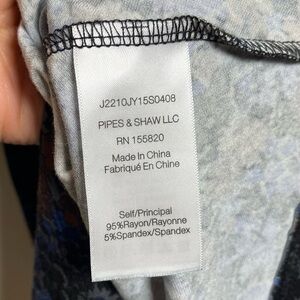 J2210JY15S0408
PIPES & SHAW LLC
RN 155820
Made In China
Fabriqué En Chine
Self/Principal
95%Rayon/Rayonne
5%Spandex/Spandex